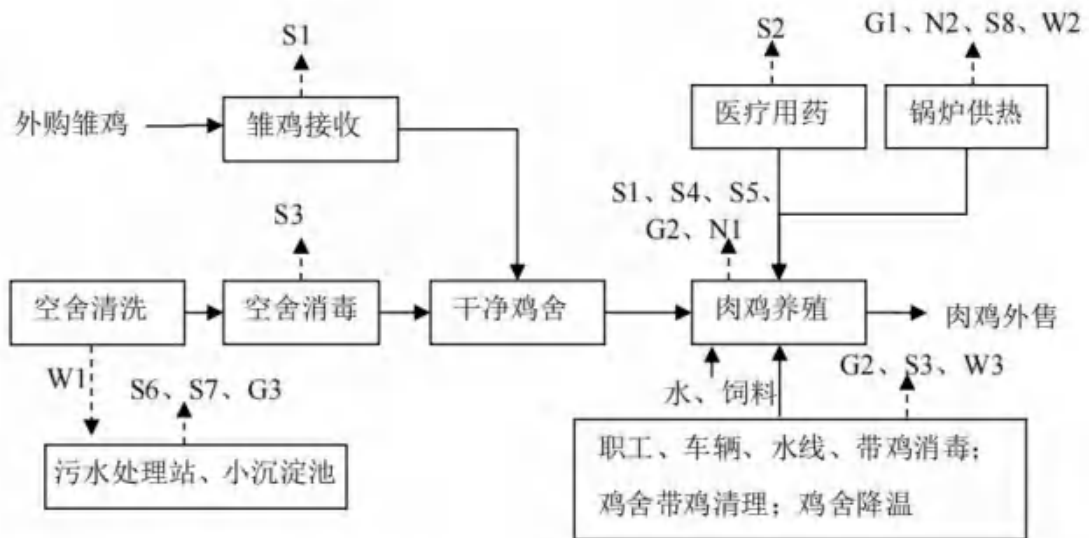 S1
S2
G1、N2、S8、W2
外购雏鸡
雏鸡接收
医疗用药
锅炉供热
S1、S4、S5、
G2、N1
S3
空舍清洗
空舍消毒
干净鸡舍
肉鸡养殖
肉鸡外售
W1
S6、S7、G3
水、饲料
G2、S3、W3
污水处理站、小沉淀池
职工、车辆、水线、带鸡消毒；
鸡舍带鸡清理；鸡舍降温